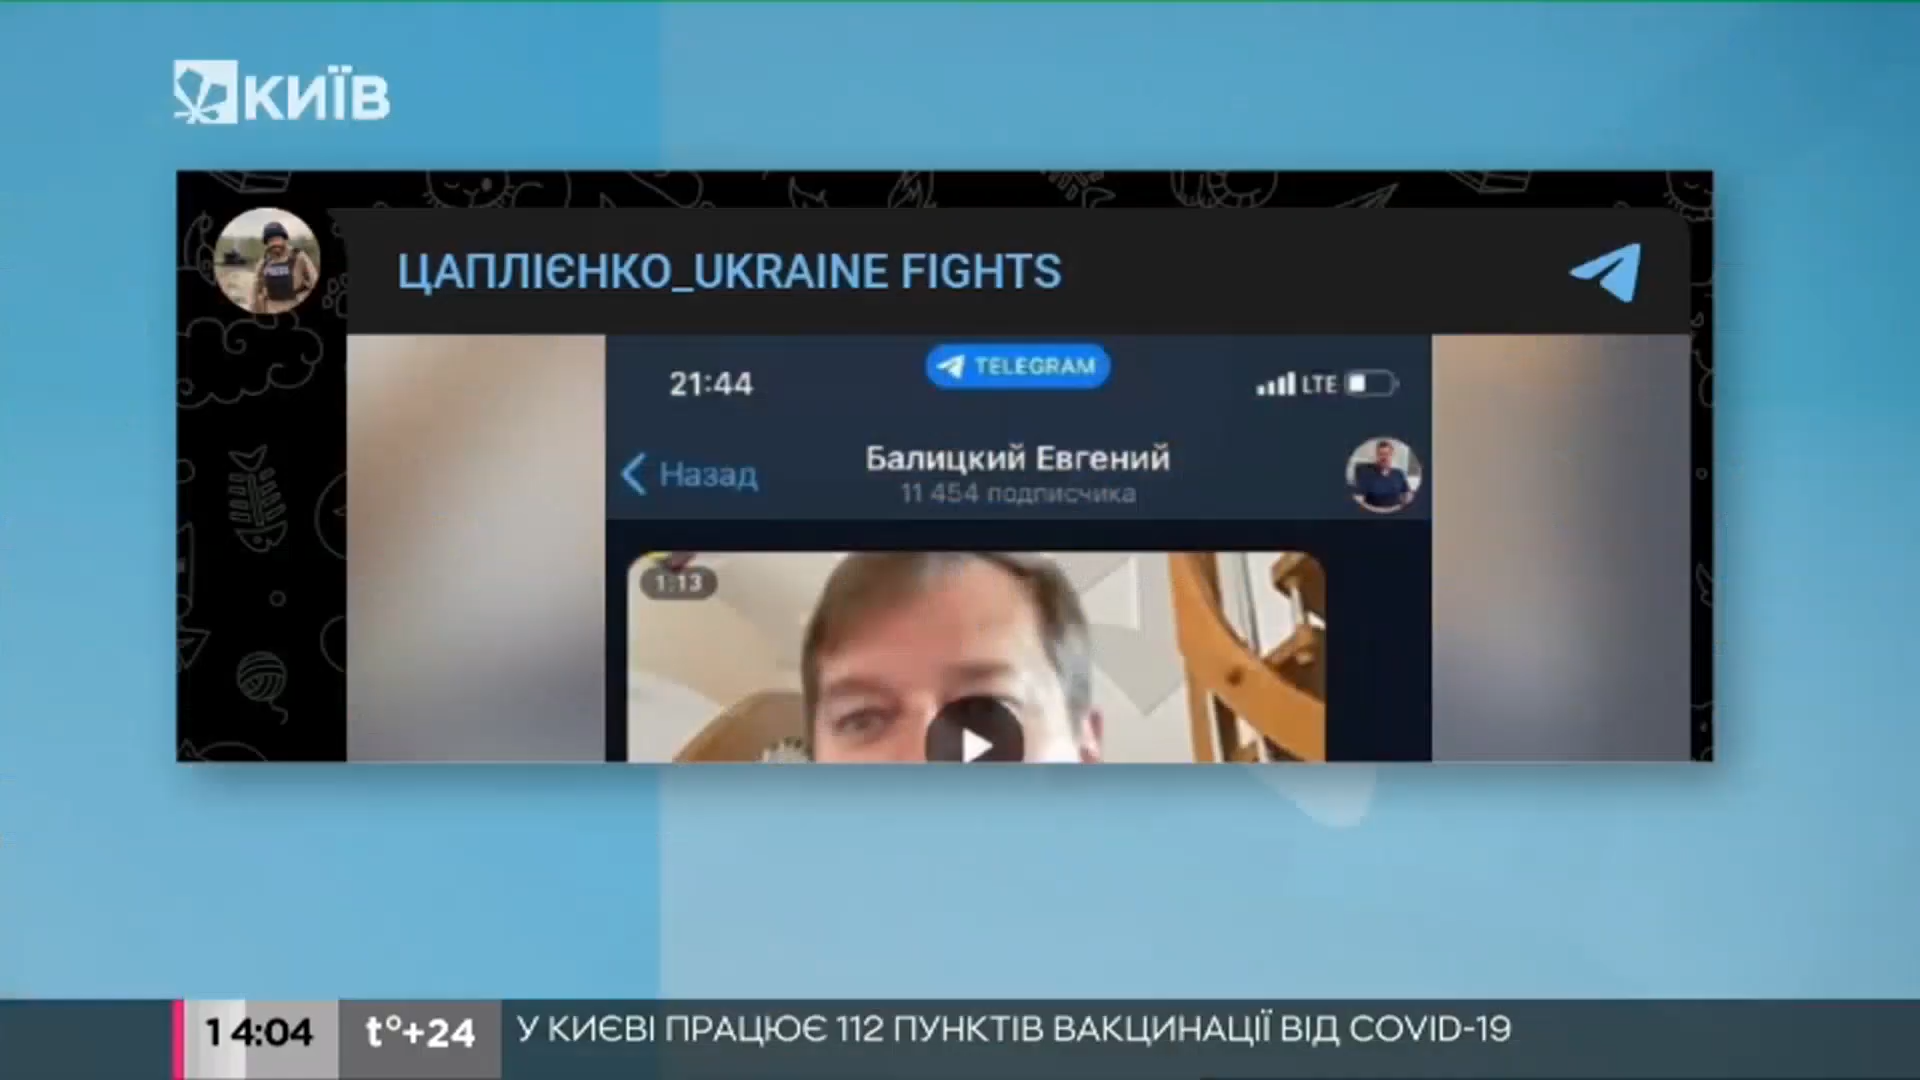 КИЇВ
ЦАПЛІЄНКО_UKRAINE FIGHTS
21:44
TELEGRAM
LTE
Назад
Балицкий Евгений
11 454 подписчика
1:13
14:04
t°+24
У КИЄВІ ПРАЦЮЄ 112 ПУНКТІВ ВАКЦИНАЦІЇ ВІД COVID-19